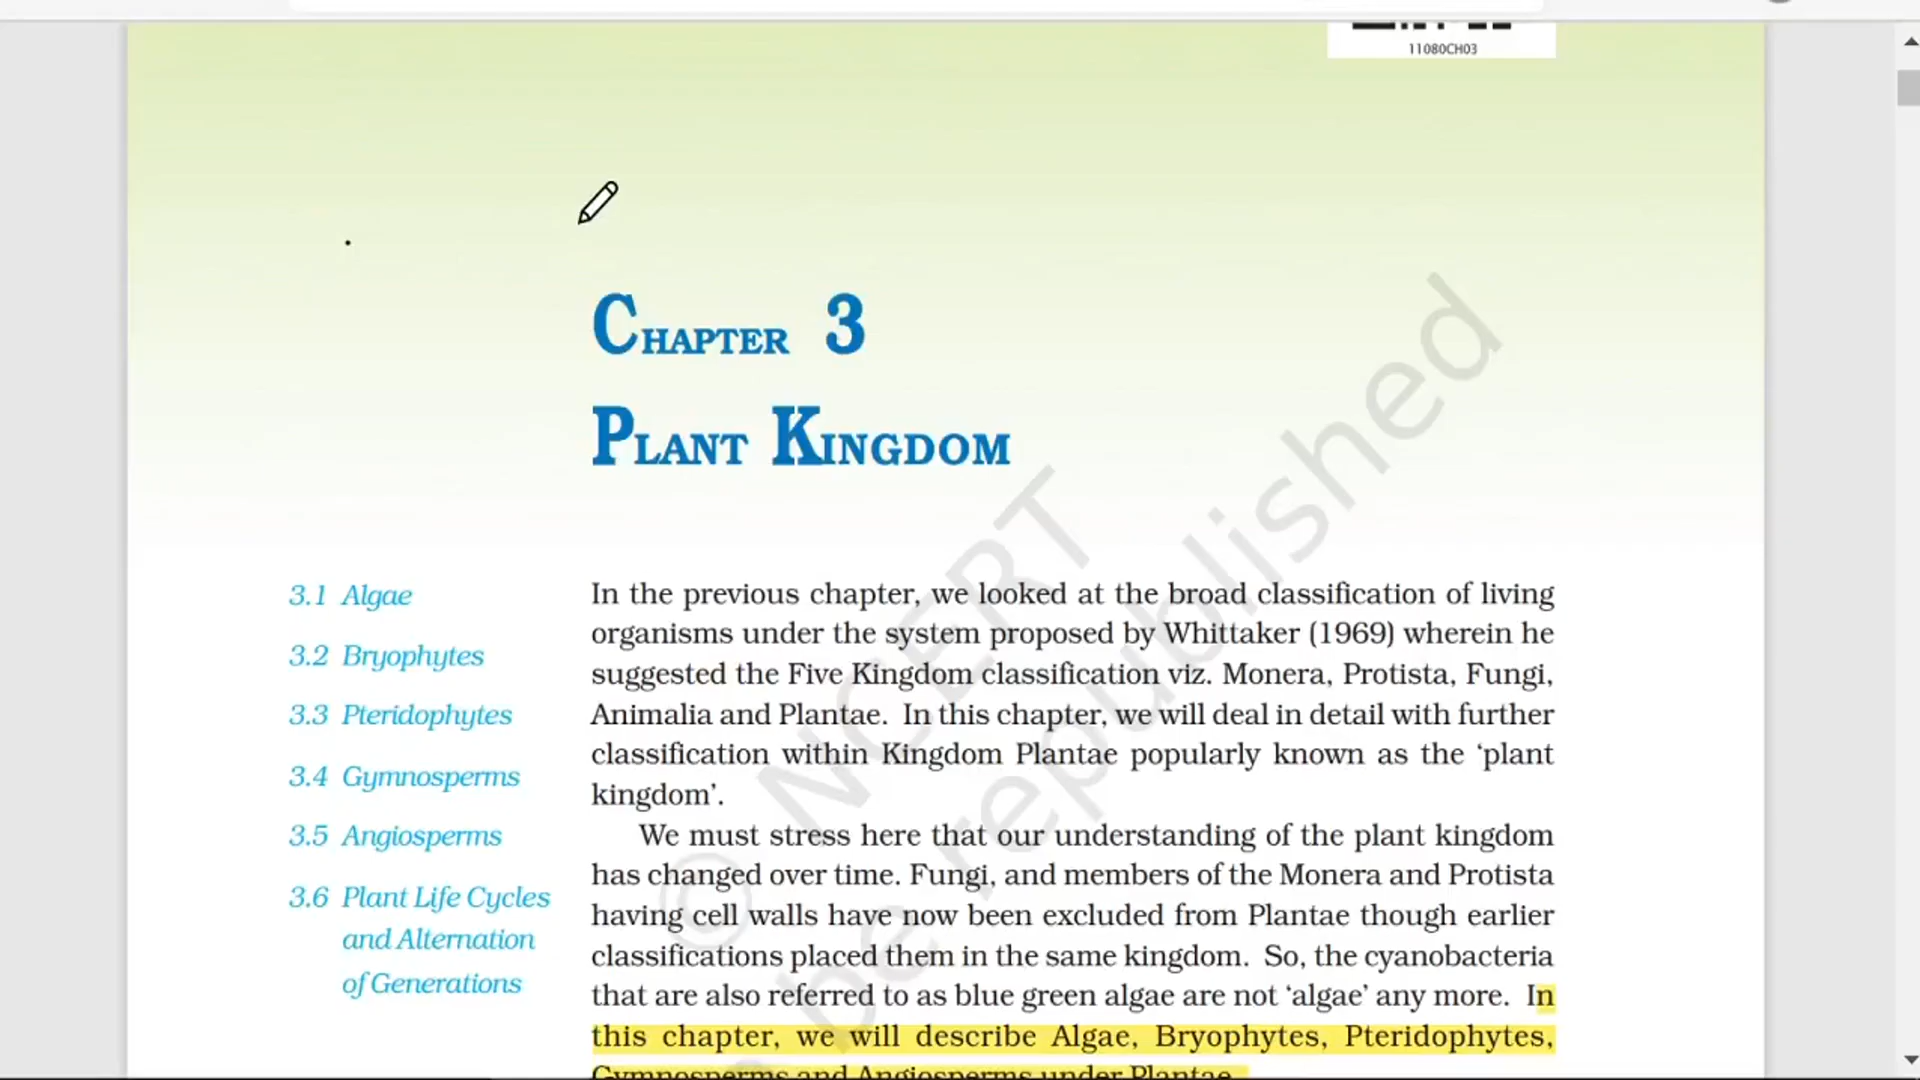 11080CH03
CHAPTER 3
PLANT KINGDOM
3.1 Algae
3.2 Bryophytes
3.3 Pteridophytes
3.4 Gymnosperms
3.5 Angiosperms
3.6 Plant Life Cycles
and Alternation
of Generations
In the previous chapter, we looked at the broad classification of living
organisms under the system proposed by Whittaker (1969) wherein he
suggested the Five Kingdom classification viz. Monera, Protista, Fungi,
Animalia and Plantae. In this chapter, we will deal in detail with further
classification within Kingdom Plantae popularly known as the ‘plant
kingdom’.
We must stress here that our understanding of the plant kingdom
has changed over time. Fungi, and members of the Monera and Protista
having cell walls have now been excluded from Plantae though earlier
classifications placed them in the same kingdom. So, the cyanobacteria
that are also referred to as blue green algae are not ‘algae’ any more. In
this chapter, we will describe Algae, Bryophytes, Pteridophytes,
Gymnosperms and Angiosperms under Plantae.
© NCERT
be republished